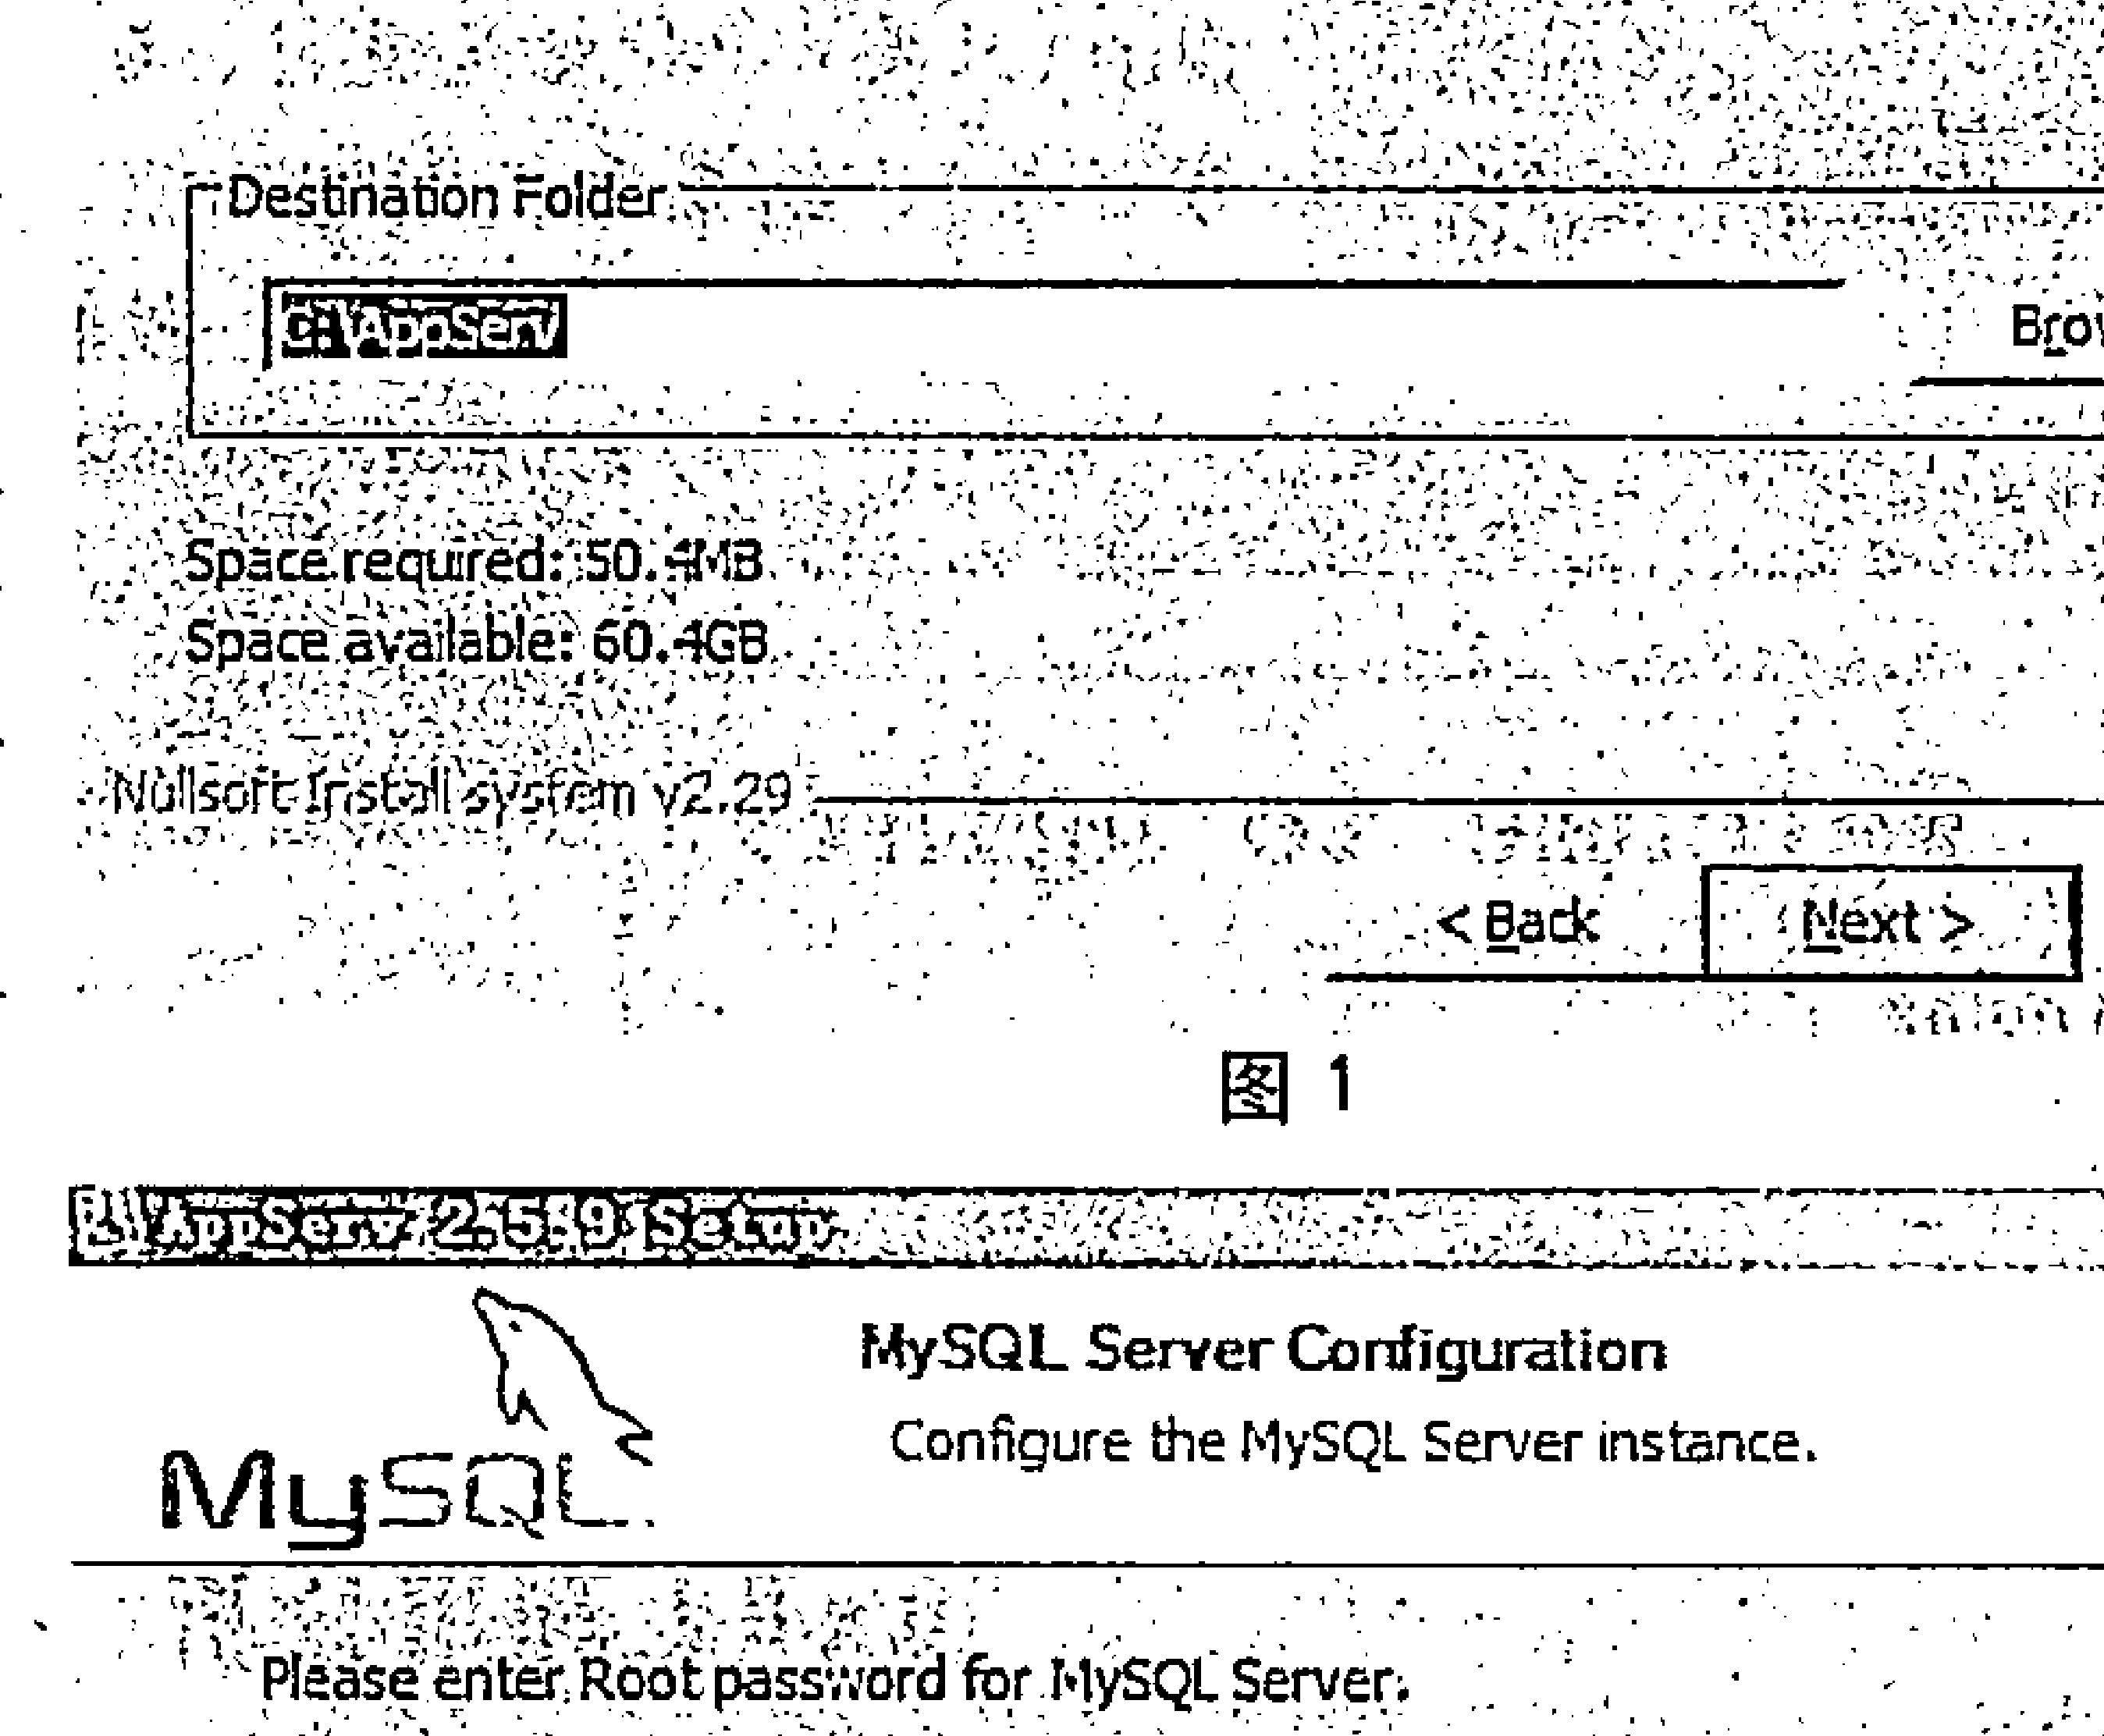 Destination Folder
C:\AppServ
Space required: 50.4MB
Space available: 60.4GB
Nullsoft Install system v2.29
< Back Next >
图 1
AppServ 2.5.9 Setup
MySQL Server Configuration
Configure the MySQL Server instance.
MySQL
Please enter Root password for MySQL Server.